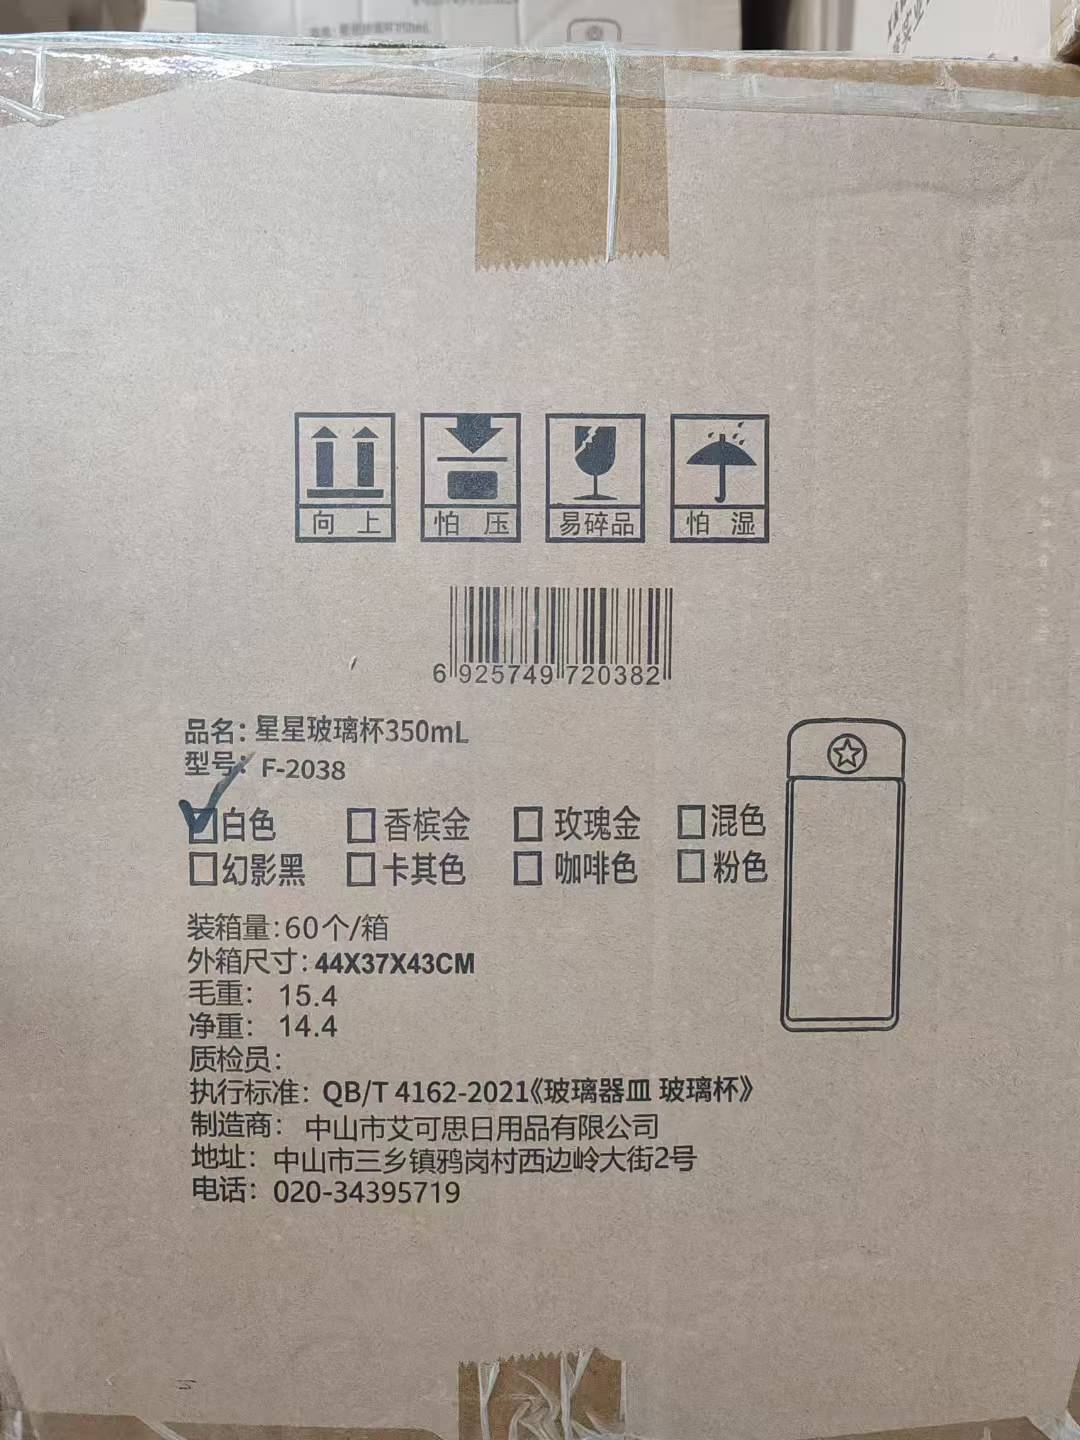 向上 怕压 易碎品 怕湿
6 925749 720382
品名：星星玻璃杯350mL
型号：F-2038
白色 香槟金 玫瑰金 混色
幻影黑 卡其色 咖啡色 粉色
装箱量：60个/箱
外箱尺寸：44X37X43CM
毛重： 15.4
净重： 14.4
质检员：
执行标准：QB/T 4162-2021《玻璃器皿 玻璃杯》
制造商： 中山市艾可思日用品有限公司
地址：中山市三乡镇鸦岗村西边岭大街2号
电话：020-34395719